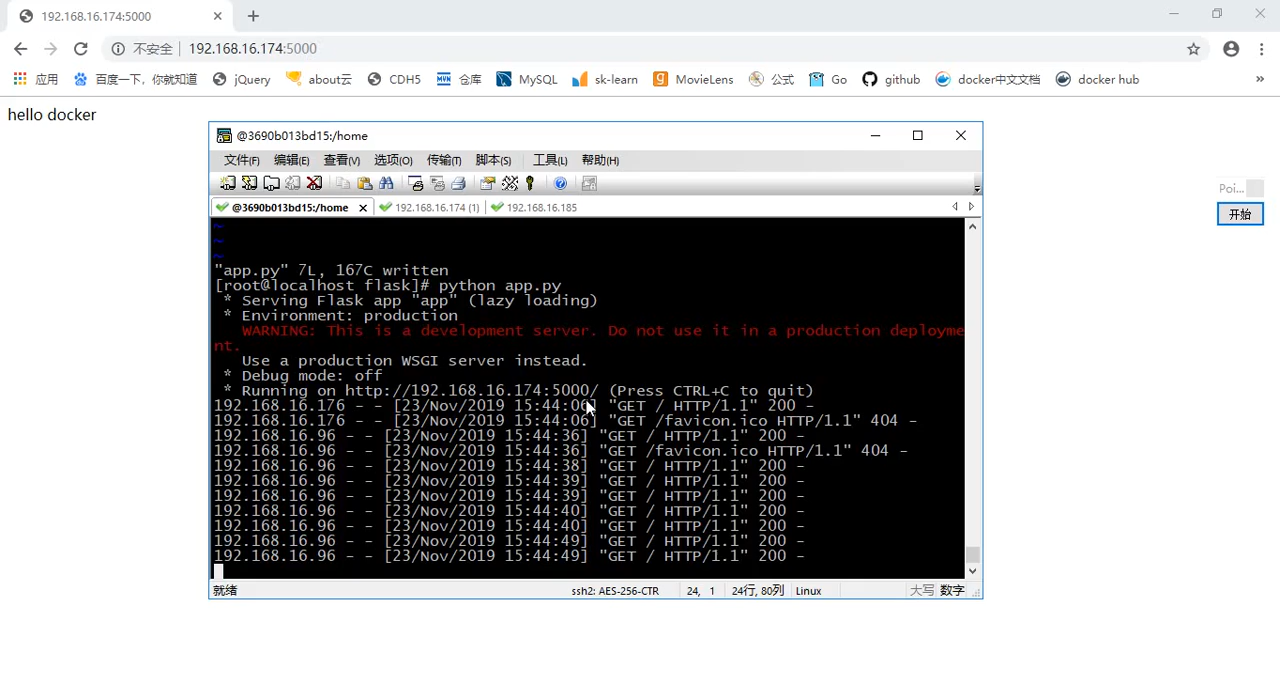 192.168.16.174:5000
不安全 192.168.16.174:5000
应用 百度一下，你就知道 jQuery about云 CDH5 仓库 MySQL sk-learn MovieLens 公式 Go github docker中文文档 docker hub »
hello docker
@3690b013bd15:/home
文件(F) 编辑(E) 查看(V) 选项(O) 传输(T) 脚本(S) 工具(L) 帮助(H)
Poi...
开始
@3690b013bd15:/home 192.168.16.174 (1) 192.168.16.185
~
~
~
"app.py" 7L, 167C written
[root@localhost flask]# python app.py
* Serving Flask app "app" (lazy loading)
* Environment: production
WARNING: This is a development server. Do not use it in a production deployme
nt.
Use a production WSGI server instead.
* Debug mode: off
* Running on http://192.168.16.174:5000/ (Press CTRL+C to quit)
192.168.16.176 - - [23/Nov/2019 15:44:06] "GET / HTTP/1.1" 200 -
192.168.16.176 - - [23/Nov/2019 15:44:06] "GET /favicon.ico HTTP/1.1" 404 -
192.168.16.96 - - [23/Nov/2019 15:44:36] "GET / HTTP/1.1" 200 -
192.168.16.96 - - [23/Nov/2019 15:44:36] "GET /favicon.ico HTTP/1.1" 404 -
192.168.16.96 - - [23/Nov/2019 15:44:38] "GET / HTTP/1.1" 200 -
192.168.16.96 - - [23/Nov/2019 15:44:39] "GET / HTTP/1.1" 200 -
192.168.16.96 - - [23/Nov/2019 15:44:39] "GET / HTTP/1.1" 200 -
192.168.16.96 - - [23/Nov/2019 15:44:40] "GET / HTTP/1.1" 200 -
192.168.16.96 - - [23/Nov/2019 15:44:40] "GET / HTTP/1.1" 200 -
192.168.16.96 - - [23/Nov/2019 15:44:49] "GET / HTTP/1.1" 200 -
192.168.16.96 - - [23/Nov/2019 15:44:49] "GET / HTTP/1.1" 200 -
就绪 ssh2: AES-256-CTR 24, 1 24行, 80列 Linux 大写 数字